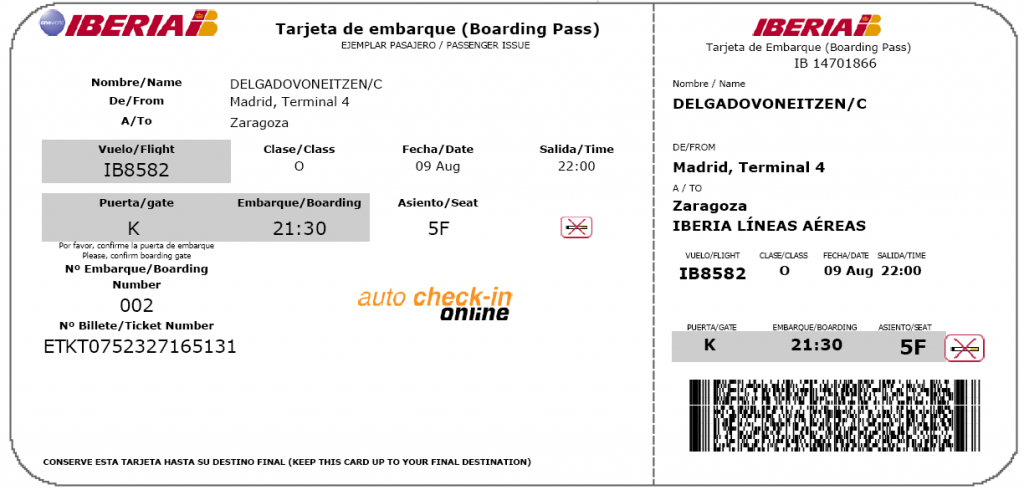 IBERIA
Tarjeta de embarque (Boarding Pass)
EJEMPLAR PASAJERO / PASSENGER ISSUE
Nombre/Name DELGADOVONEITZEN/C
De/From Madrid, Terminal 4
A/To Zaragoza
Vuelo/Flight Clase/Class Fecha/Date Salida/Time
IB8582 O 09 Aug 22:00
Puerta/gate Embarque/Boarding Asiento/Seat
K 21:30 5F
Por favor, confirme la puerta de embarque
Please, confirm boarding gate
Nº Embarque/Boarding
Number
002
Nº Billete/Ticket Number
ETKT0752327165131
auto check-in
online
CONSERVE ESTA TARJETA HASTA SU DESTINO FINAL (KEEP THIS CARD UP TO YOUR FINAL DESTINATION)
IBERIA
Tarjeta de Embarque (Boarding Pass)
IB 14701866
Nombre / Name
DELGADOVONEITZEN/C
DE/FROM
Madrid, Terminal 4
A / TO
Zaragoza
IBERIA LÍNEAS AÉREAS
VUELO/FLIGHT CLASE/CLASS FECHA/DATE SALIDA/TIME
IB8582 O 09 Aug 22:00
PUERTA/GATE EMBARQUE/BOARDING ASIENTO/SEAT
K 21:30 5F